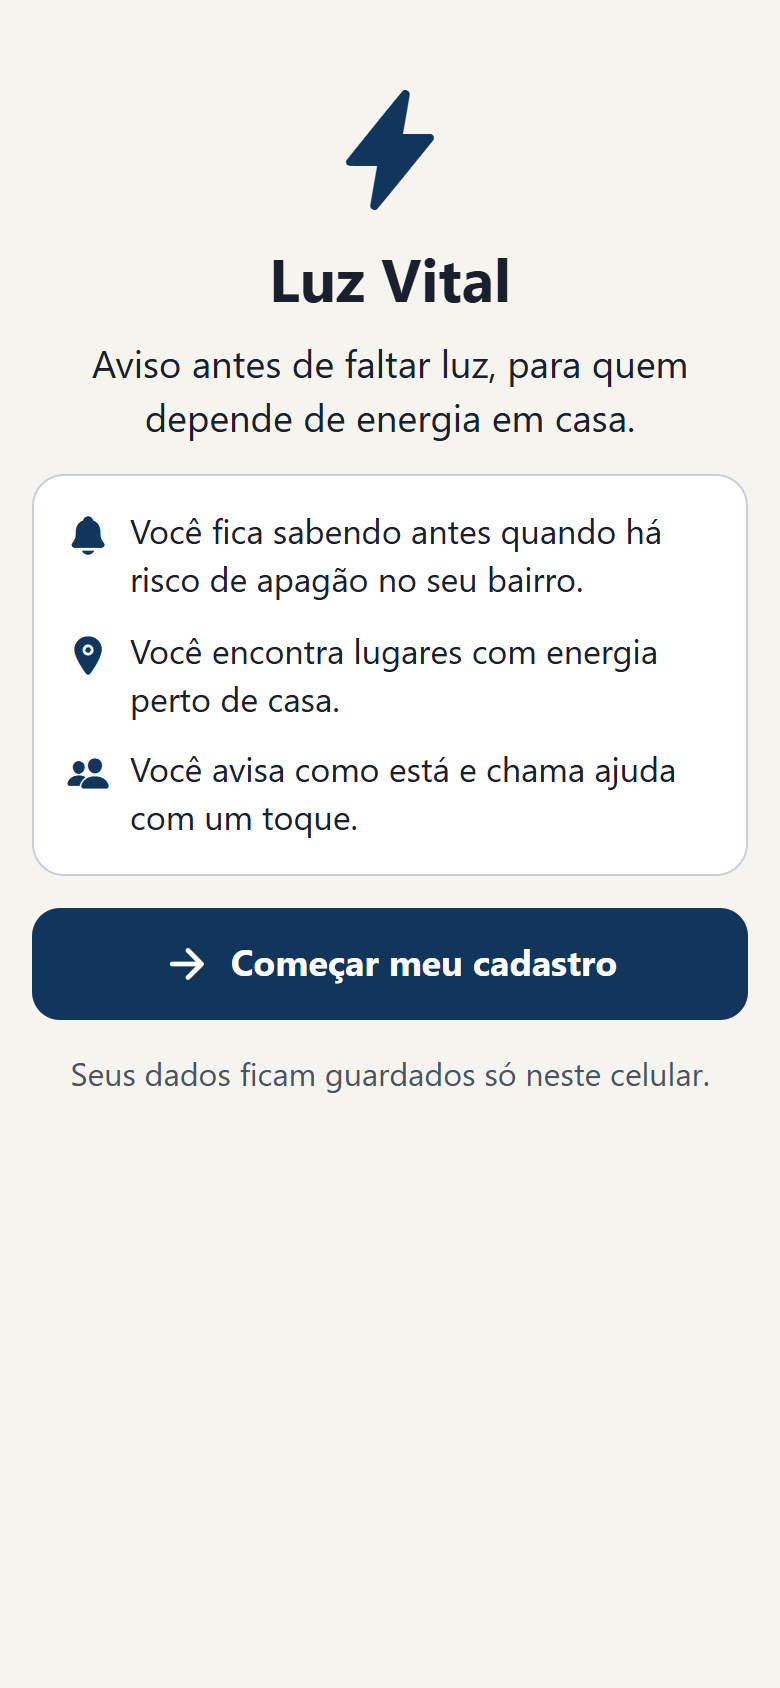 Luz Vital
Aviso antes de faltar luz, para quem
depende de energia em casa.
Você fica sabendo antes quando há
risco de apagão no seu bairro.
Você encontra lugares com energia
perto de casa.
Você avisa como está e chama ajuda
com um toque.
Começar meu cadastro
Seus dados ficam guardados só neste celular.